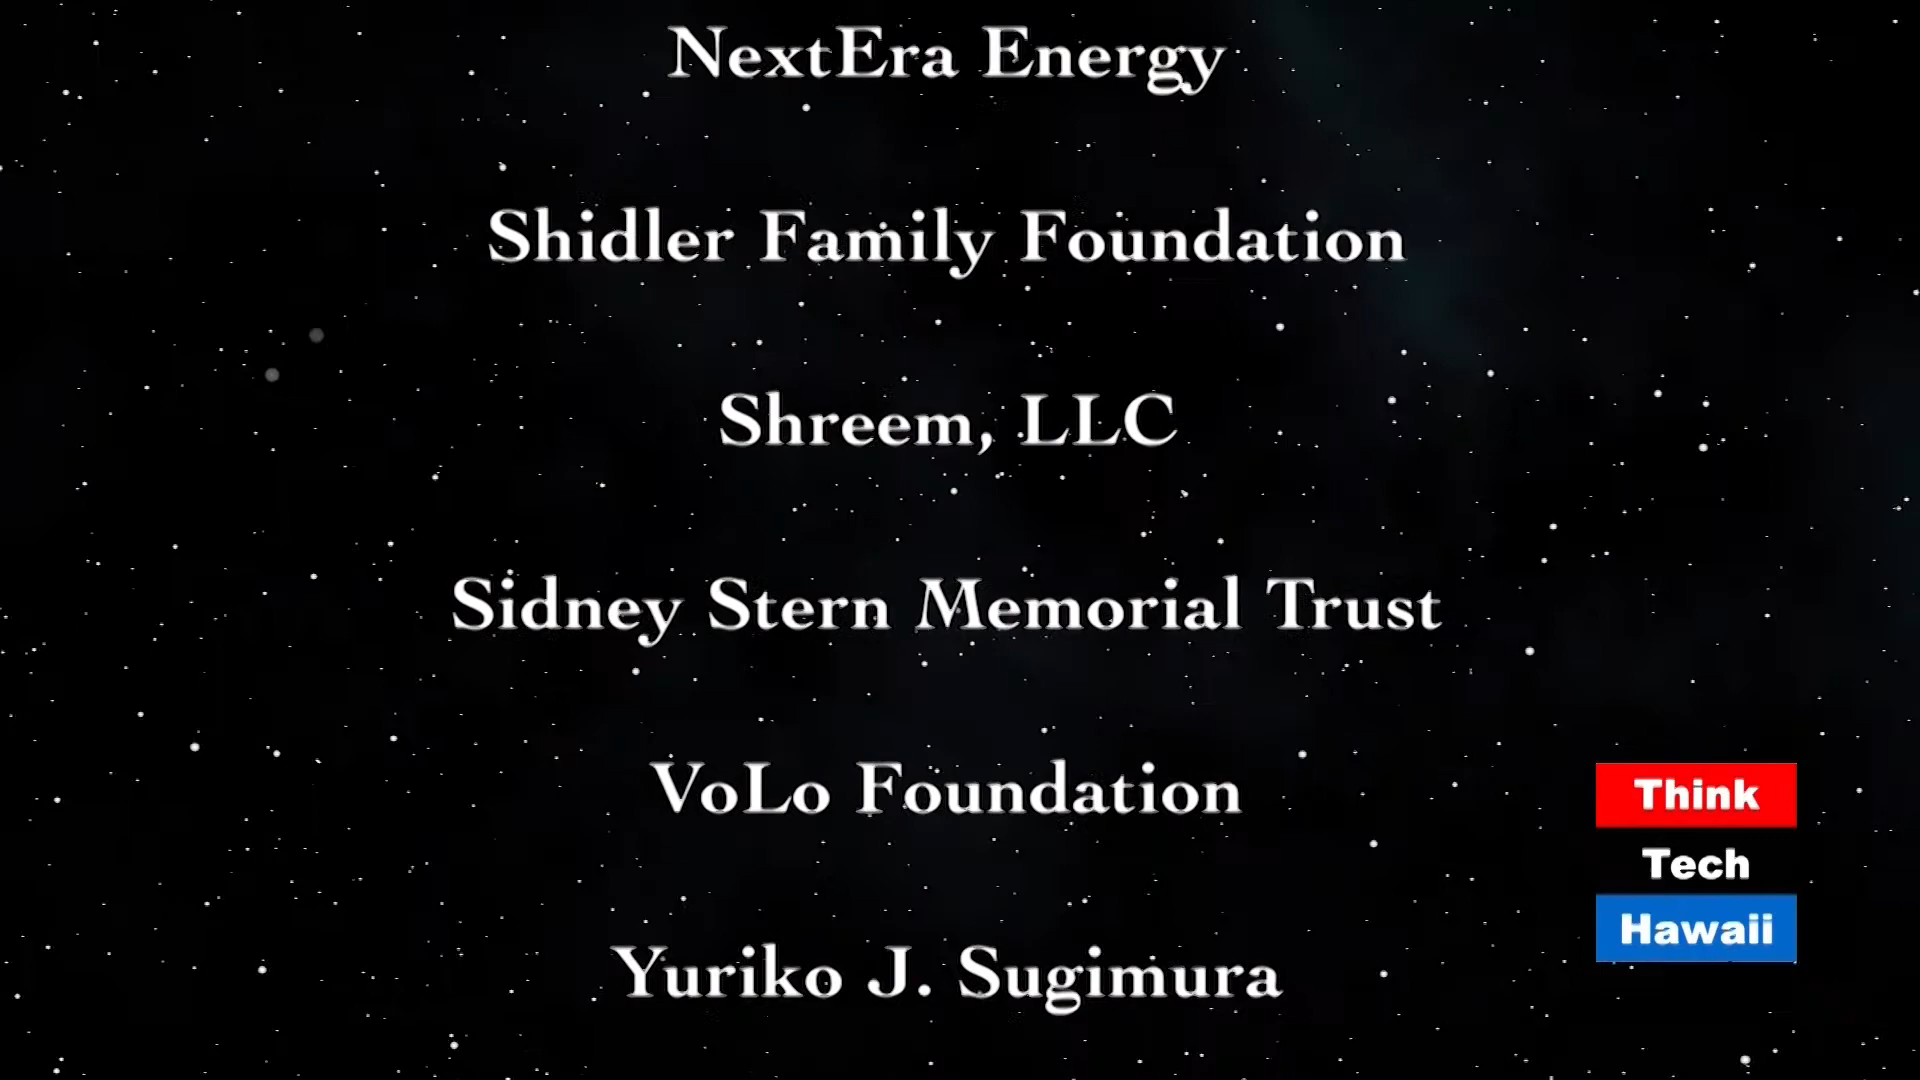 NextEra Energy
Shidler Family Foundation
Shreem, LLC
Sidney Stern Memorial Trust
VoLo Foundation
Yuriko J. Sugimura
Think
Tech
Hawaii